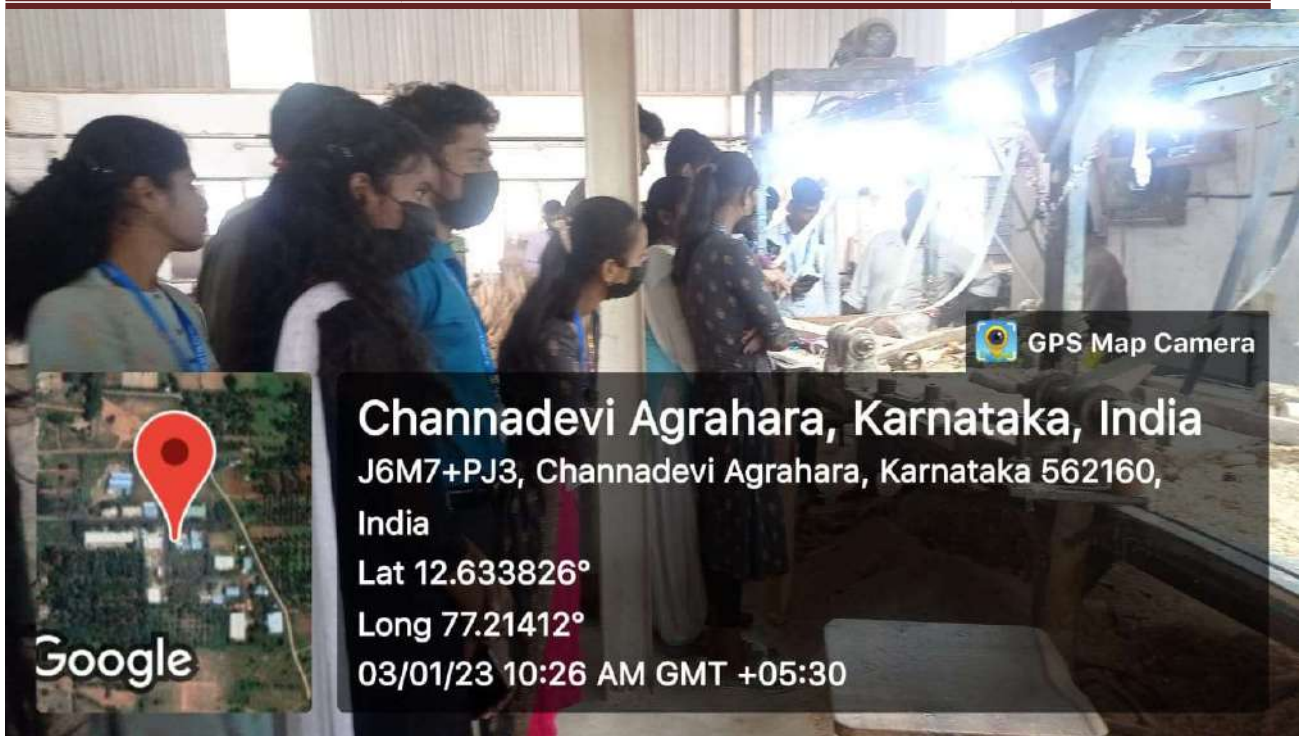 GPS Map Camera
Channadevi Agrahara, Karnataka, India
J6M7+PJ3, Channadevi Agrahara, Karnataka 562160,
India
Lat 12.633826°
Long 77.21412°
03/01/23 10:26 AM GMT +05:30
Google